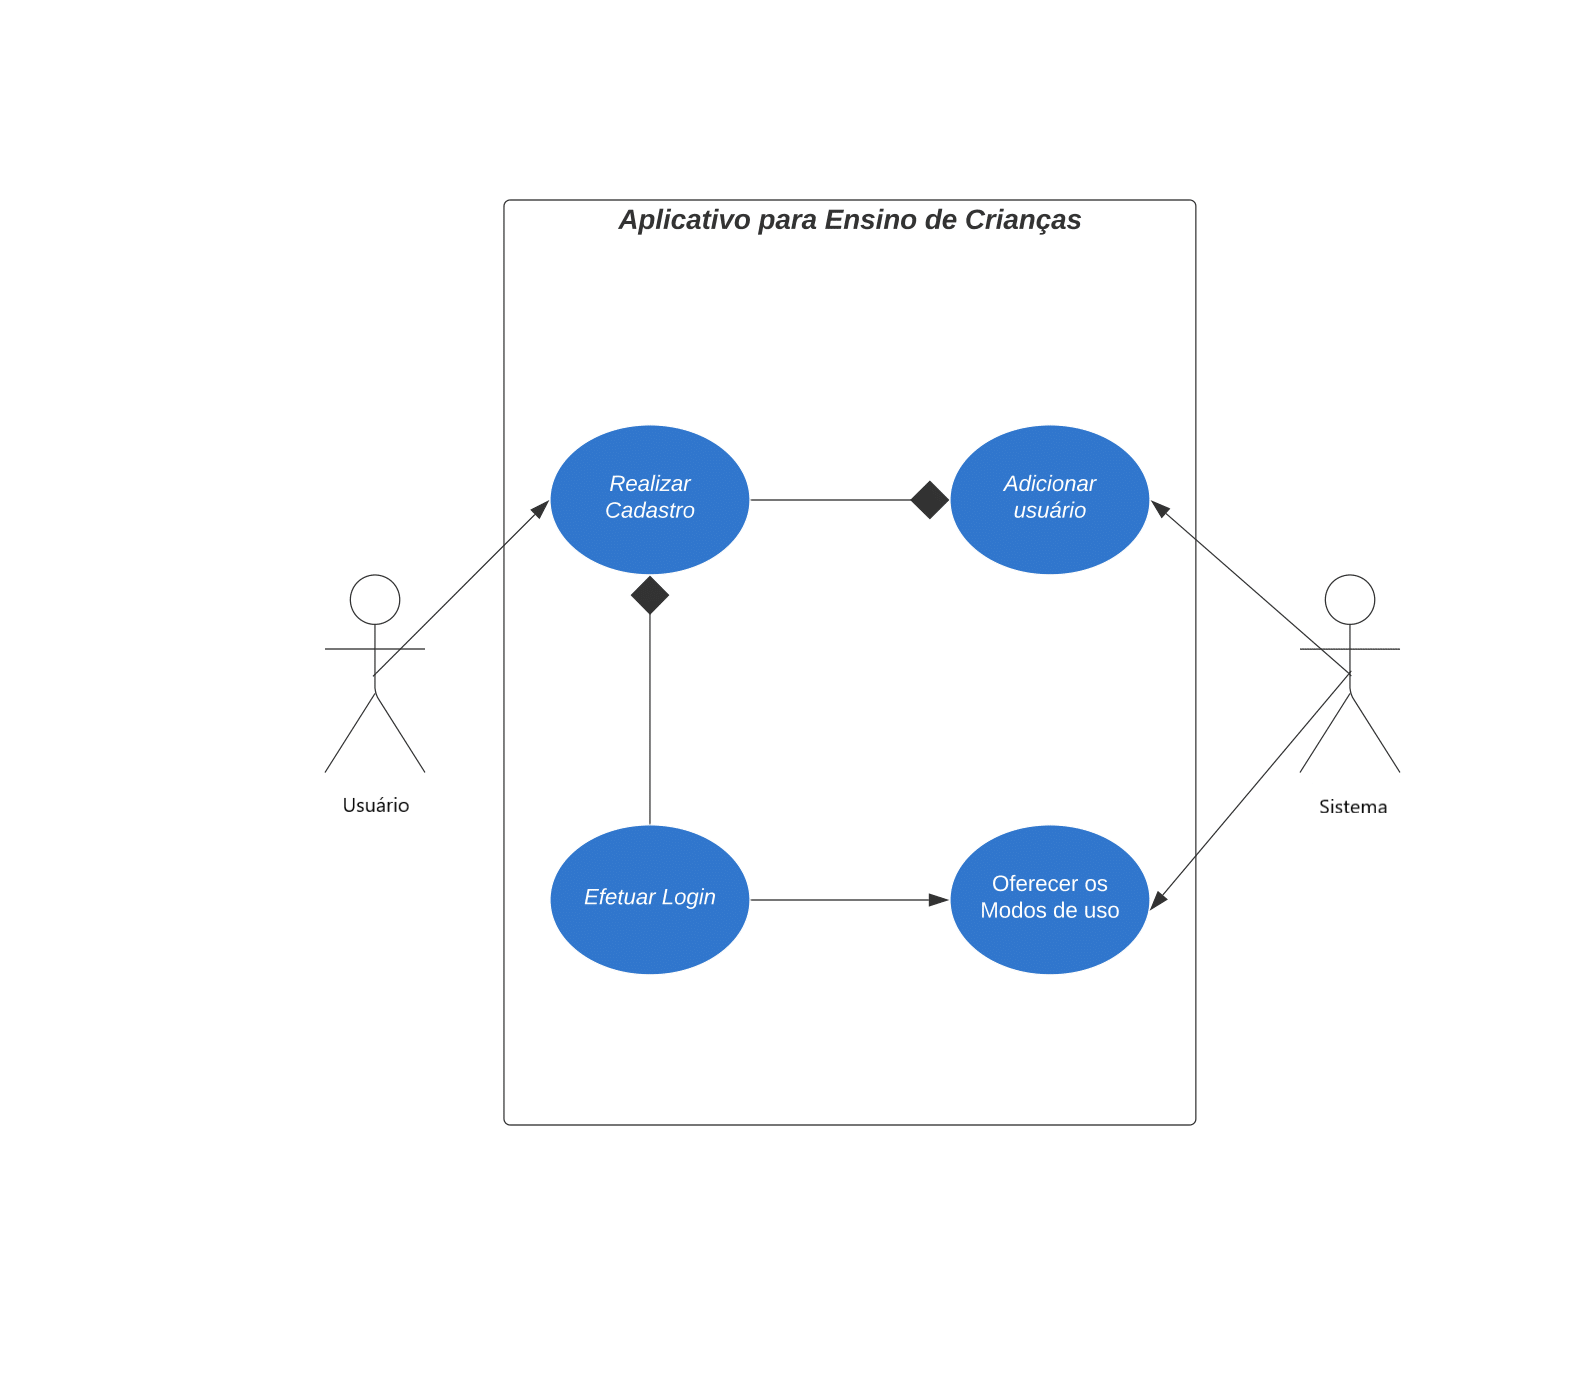 Aplicativo para Ensino de Crianças
Realizar
Cadastro
Adicionar
usuário
Usuário
Sistema
Efetuar Login
Oferecer os
Modos de uso